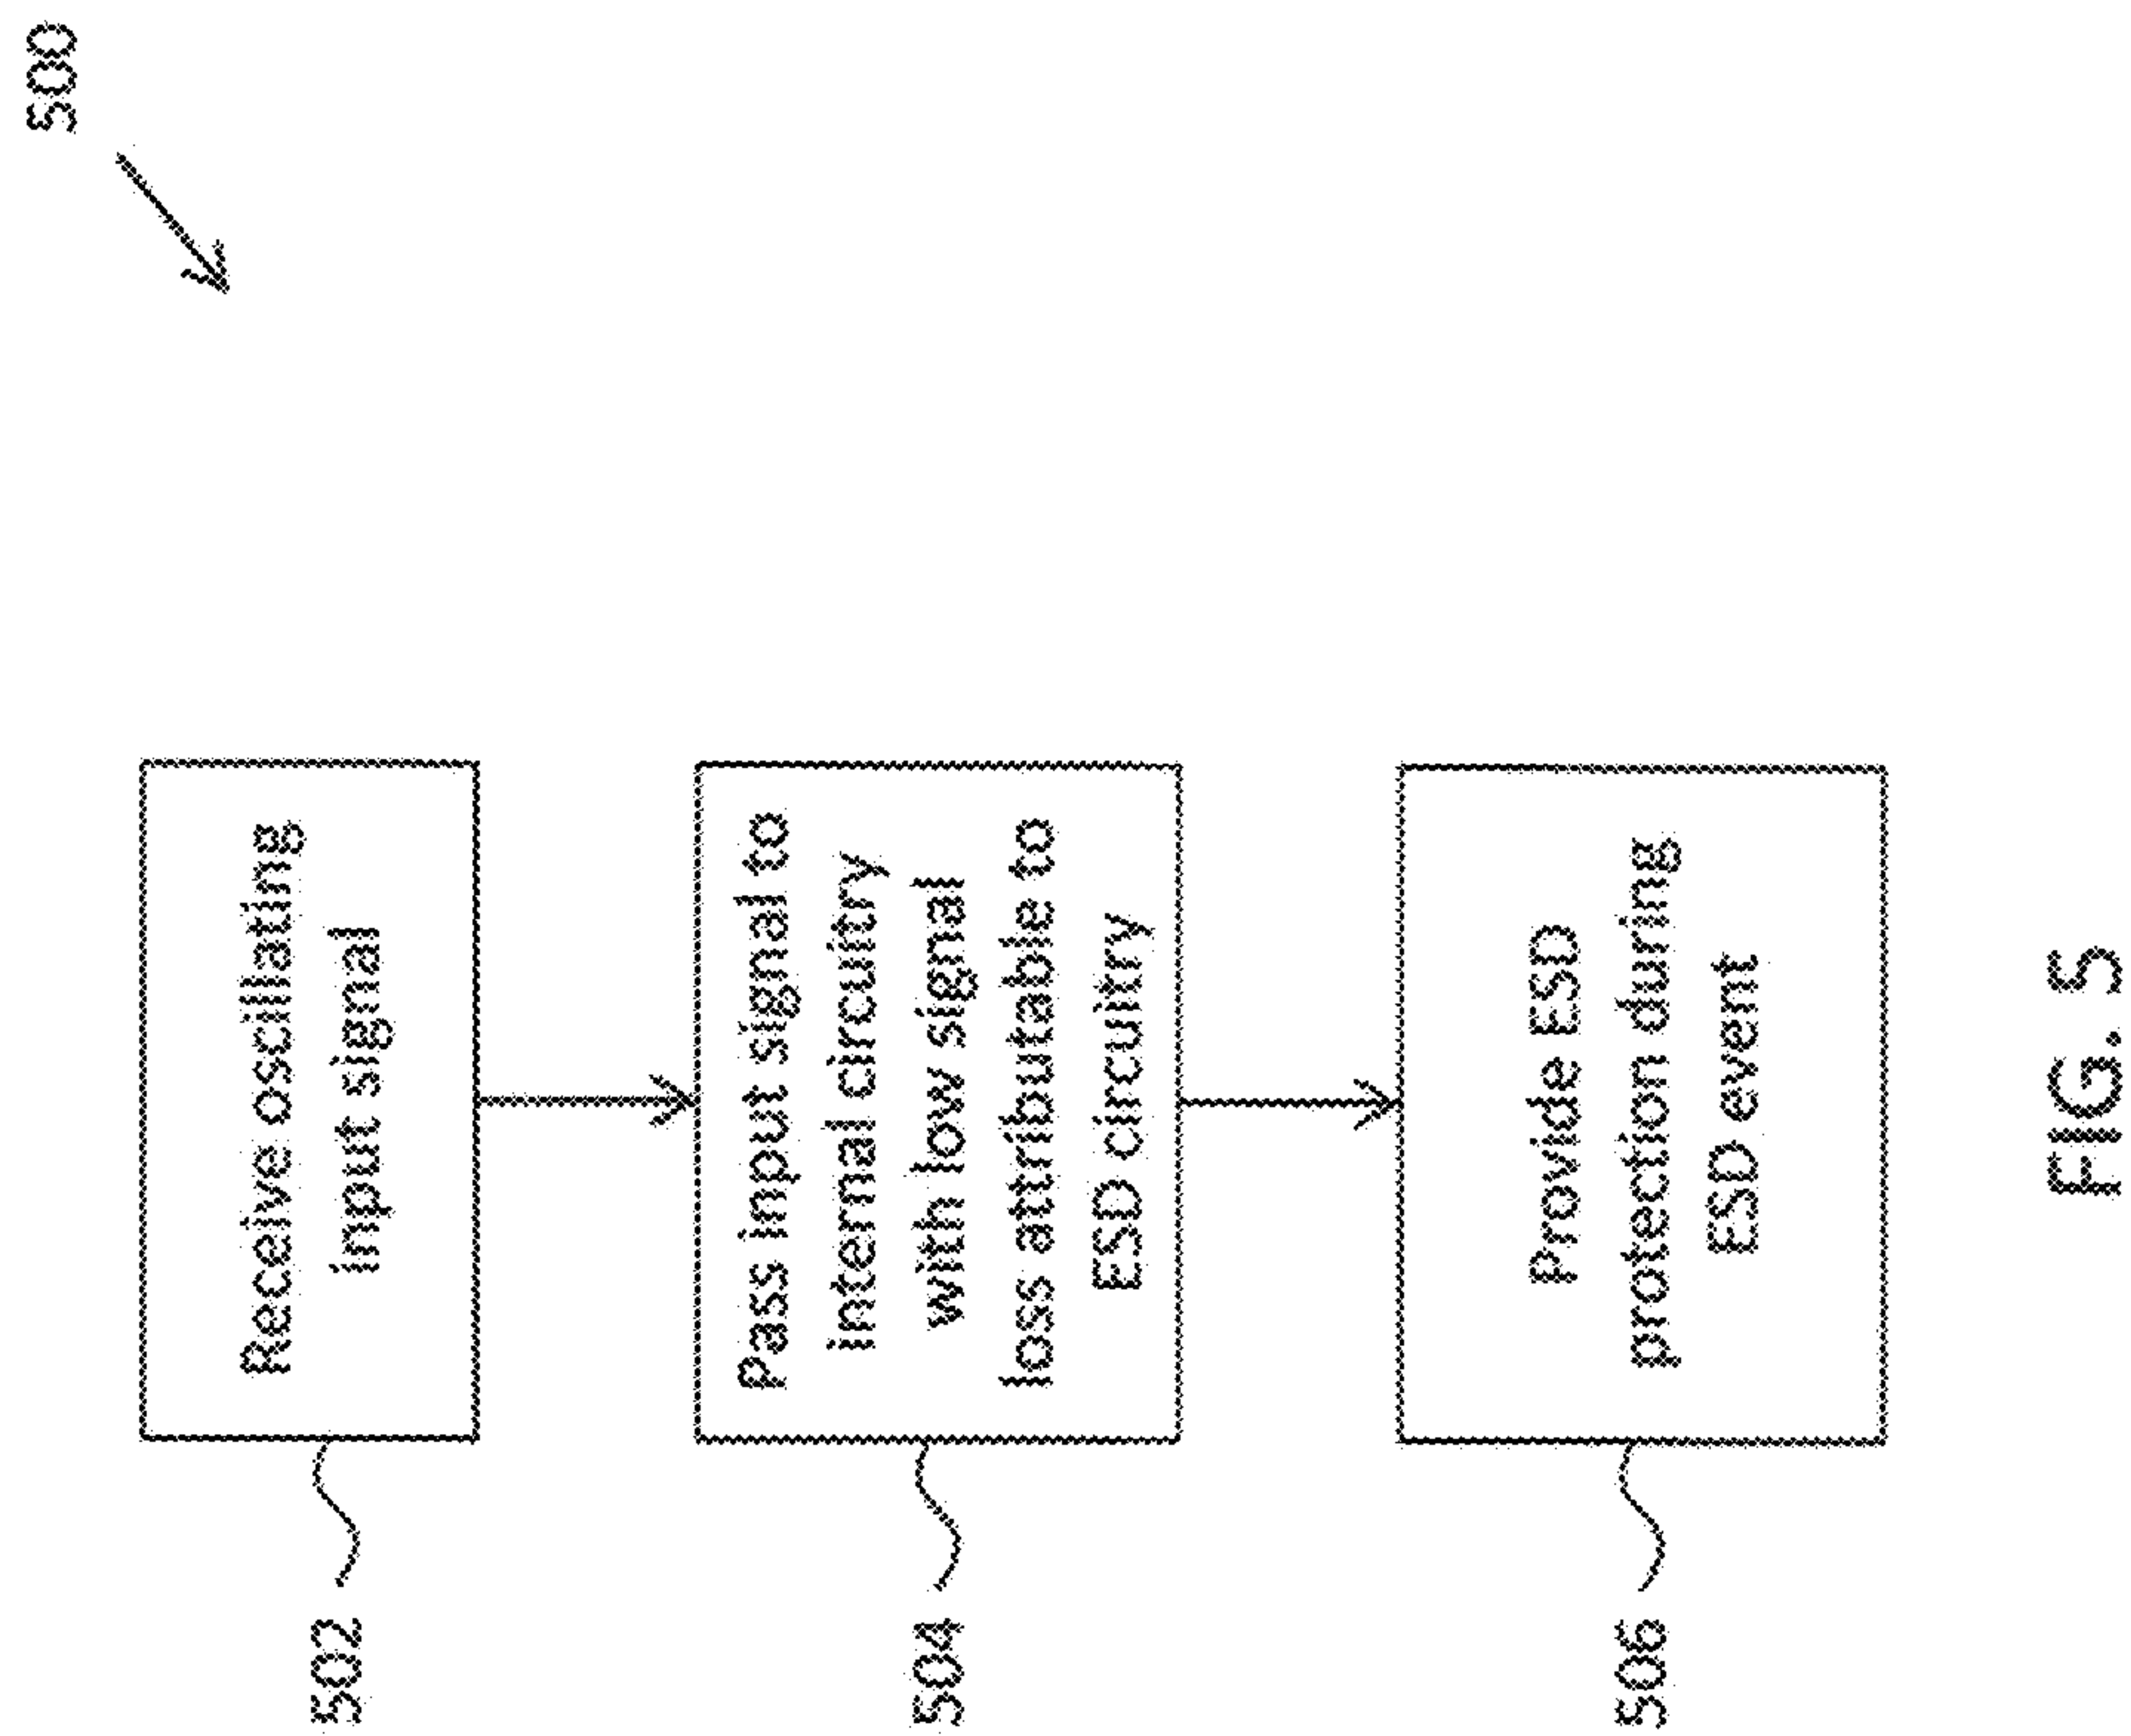 500
502
Receive oscillating
input signal
504
Pass input signal to
internal circuitry
with low signal
loss attributable to
ESD circuitry
506
Provide ESD
protection during
ESD event
FIG. 5